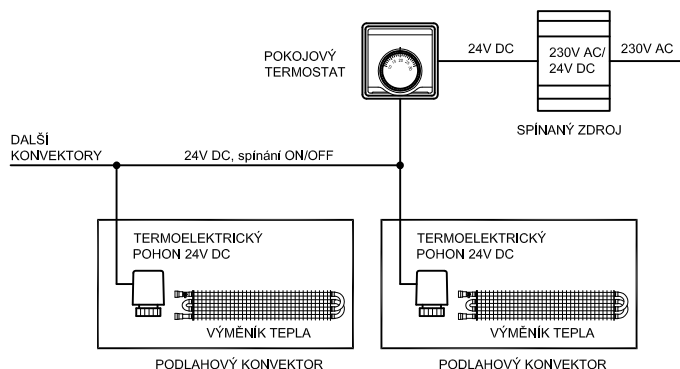 POKOJOVÝ
TERMOSTAT
24V DC
230V AC/
24V DC
230V AC
SPÍNANÝ ZDROJ
DALŠÍ
KONVEKTORY
24V DC, spínání ON/OFF
TERMOELEKTRICKÝ
POHON 24V DC
VÝMĚNÍK TEPLA
PODLAHOVÝ KONVEKTOR
TERMOELEKTRICKÝ
POHON 24V DC
VÝMĚNÍK TEPLA
PODLAHOVÝ KONVEKTOR